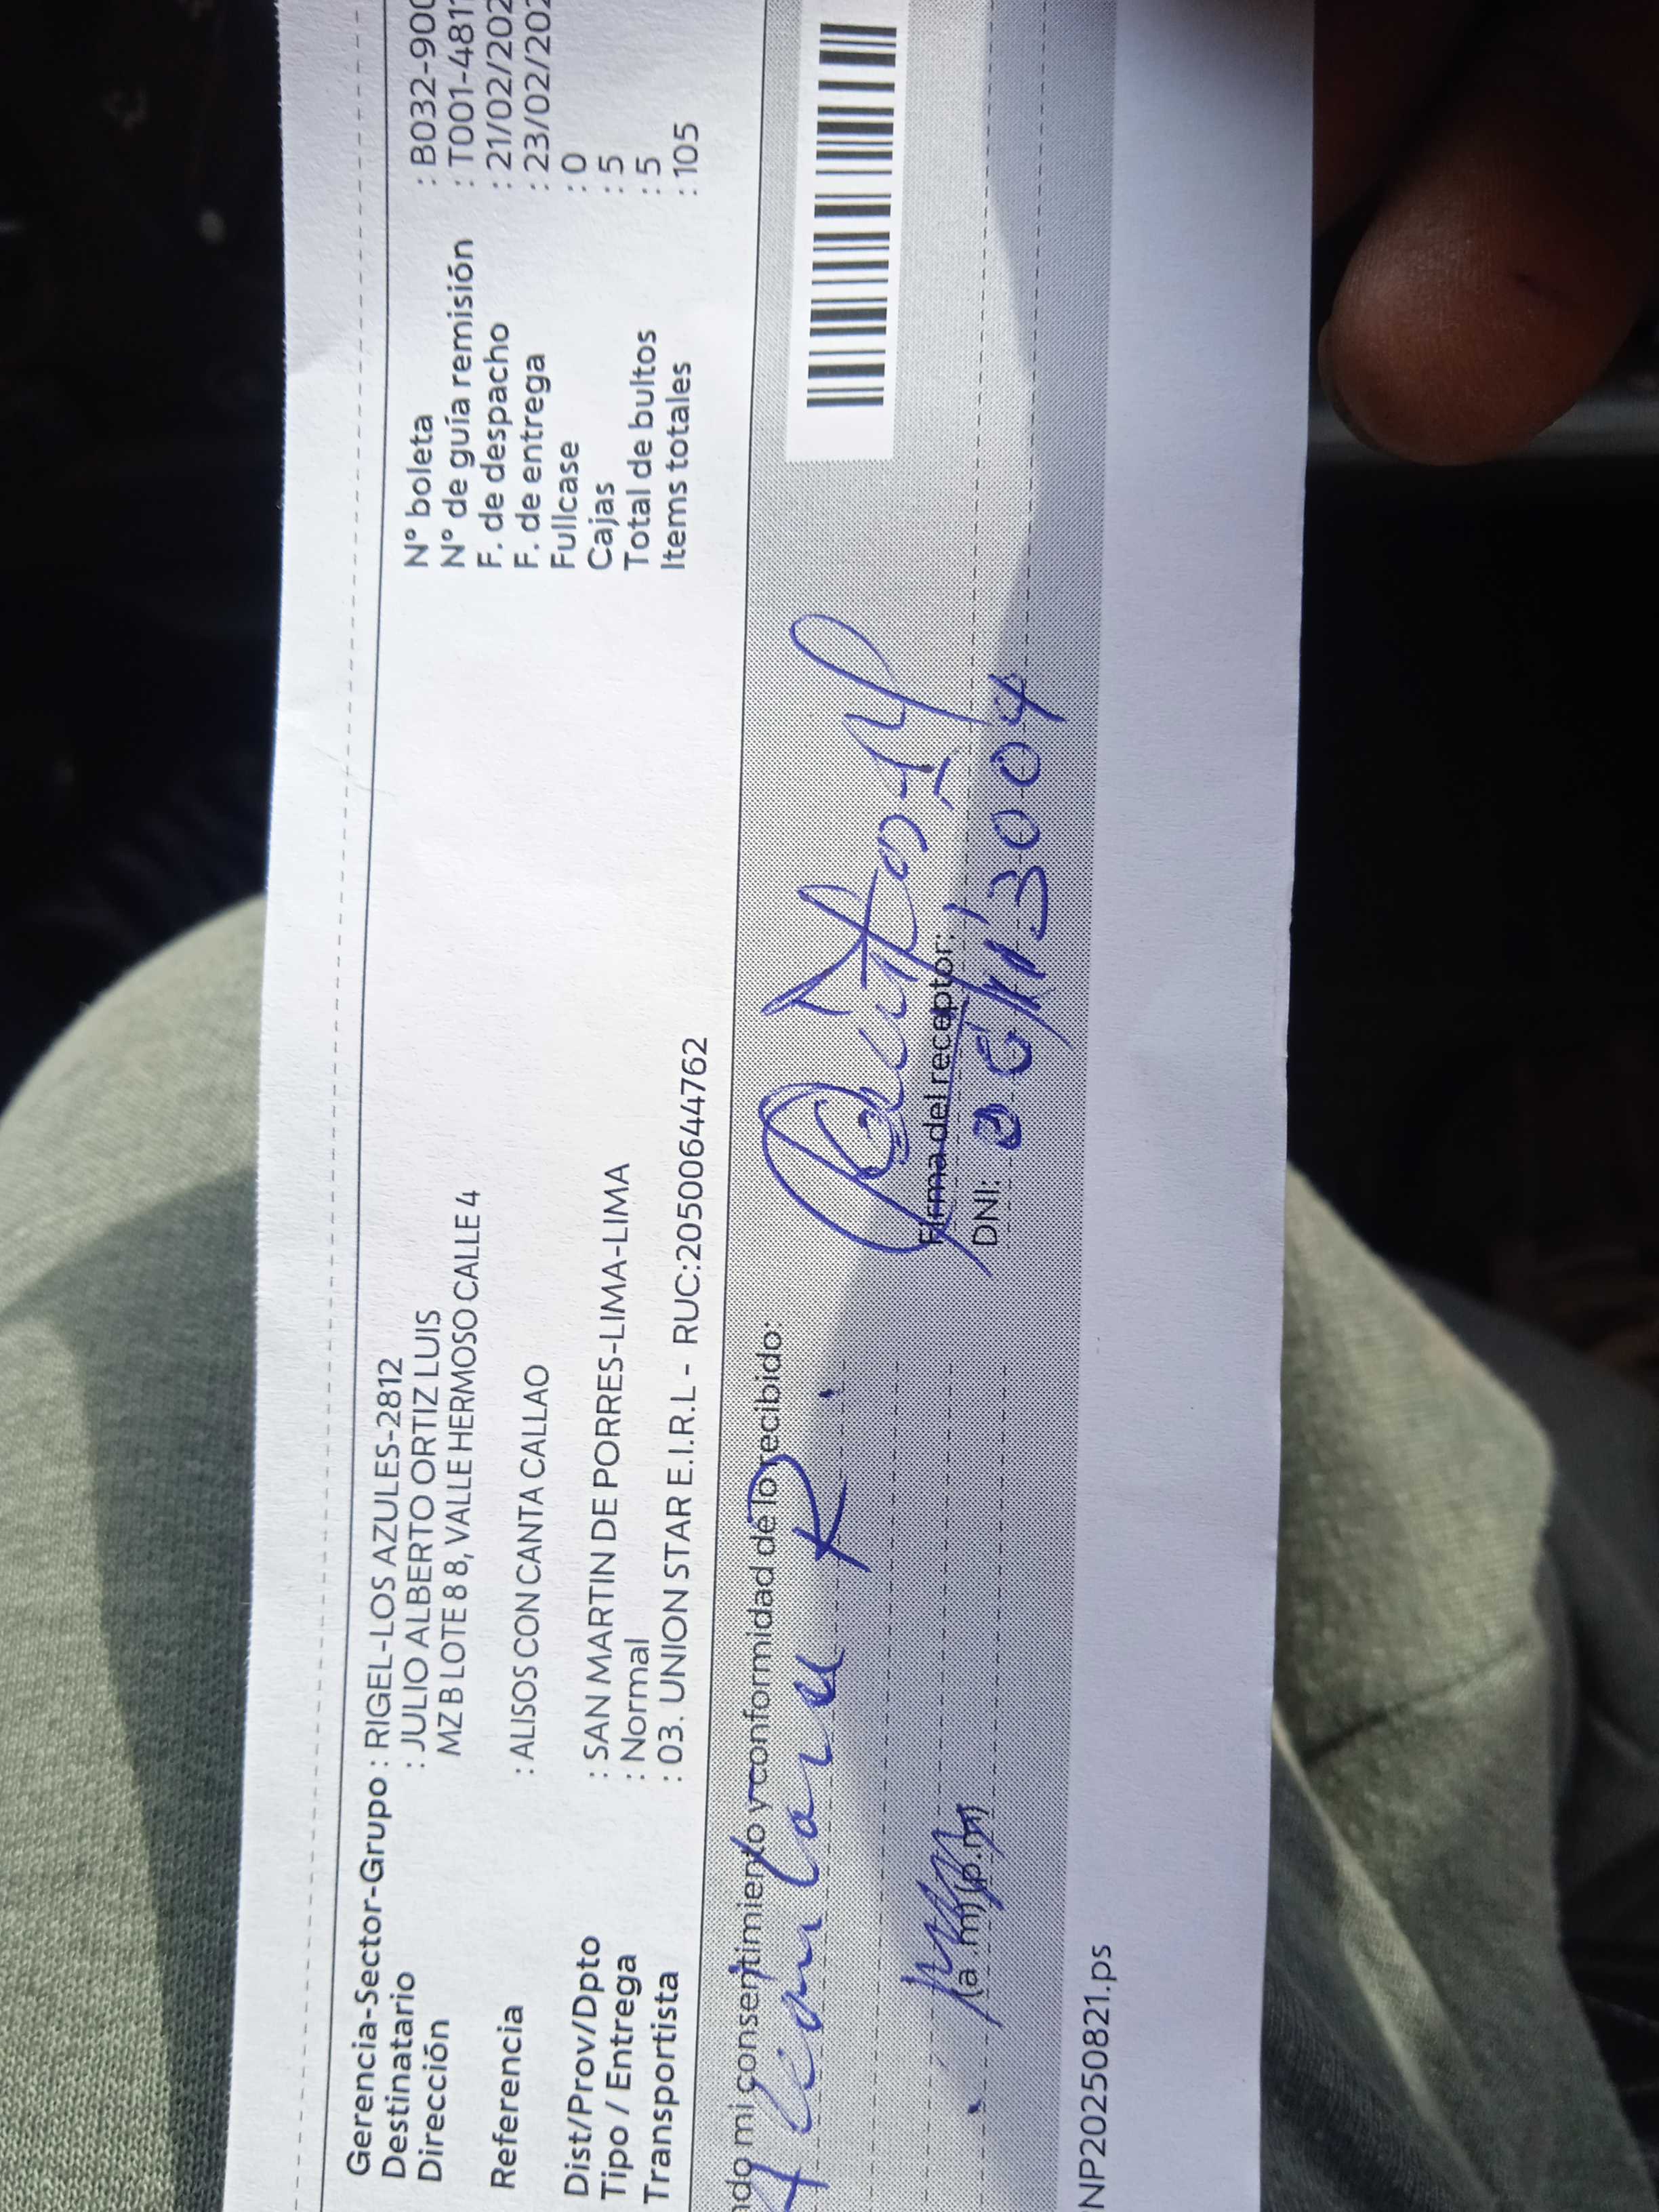 Gerencia-Sector-Grupo : RIGEL-LOS AZULES-2812
Destinatario : JULIO ALBERTO ORTIZ LUIS
Dirección MZ B LOTE 8 8, VALLE HERMOSO CALLE 4
Referencia : ALISOS CON CANTA CALLAO
Dist/Prov/Dpto : SAN MARTIN DE PORRES-LIMA-LIMA
Tipo / Entrega : Normal
Transportista : 03. UNION STAR E.I.R.L - RUC:20500644762
N° boleta : B032-900
N° de guía remisión : T001-481
F. de despacho : 21/02/202
F. de entrega : 23/02/202
Fullcase : 0
Cajas : 5
Total de bultos : 5
Items totales : 105
ndo mi consentimiento y conformidad de lo recibido:
R.
Firma del receptor:
(a.m)(p.m)
DNI:
NP20250821.ps